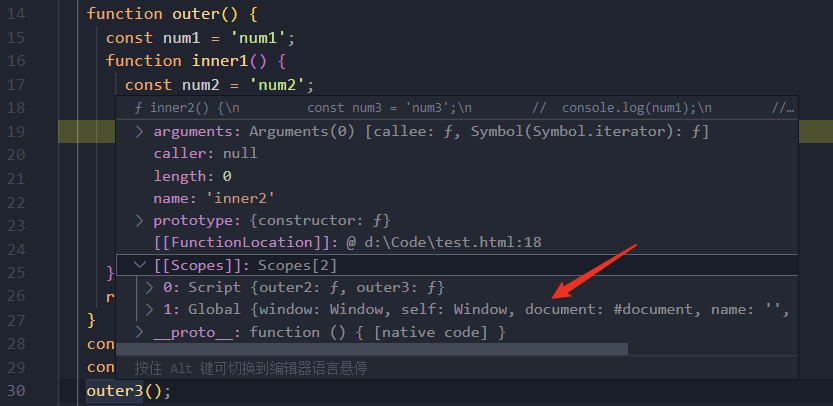 14 function outer() {
15 const num1 = 'num1';
16 function inner1() {
17 const num2 = 'num2';
18 ƒ inner2() {\n const num3 = 'num3';\n // console.log(num1);\n //…
19 arguments: Arguments(0) [callee: ƒ, Symbol(Symbol.iterator): ƒ]
20 caller: null
21 length: 0
22 name: 'inner2'
23 prototype: {constructor: ƒ}
24 [[FunctionLocation]]: @ d:\Code\test.html:18
25 } [[Scopes]]: Scopes[2]
26 r 0: Script {outer2: ƒ, outer3: ƒ}
1: Global {window: Window, self: Window, document: #document, name: '',
27 } __proto__: function () { [native code] }
28 con
29 con 按住 Alt 键可切换到编辑器语言悬停
30 outer3();